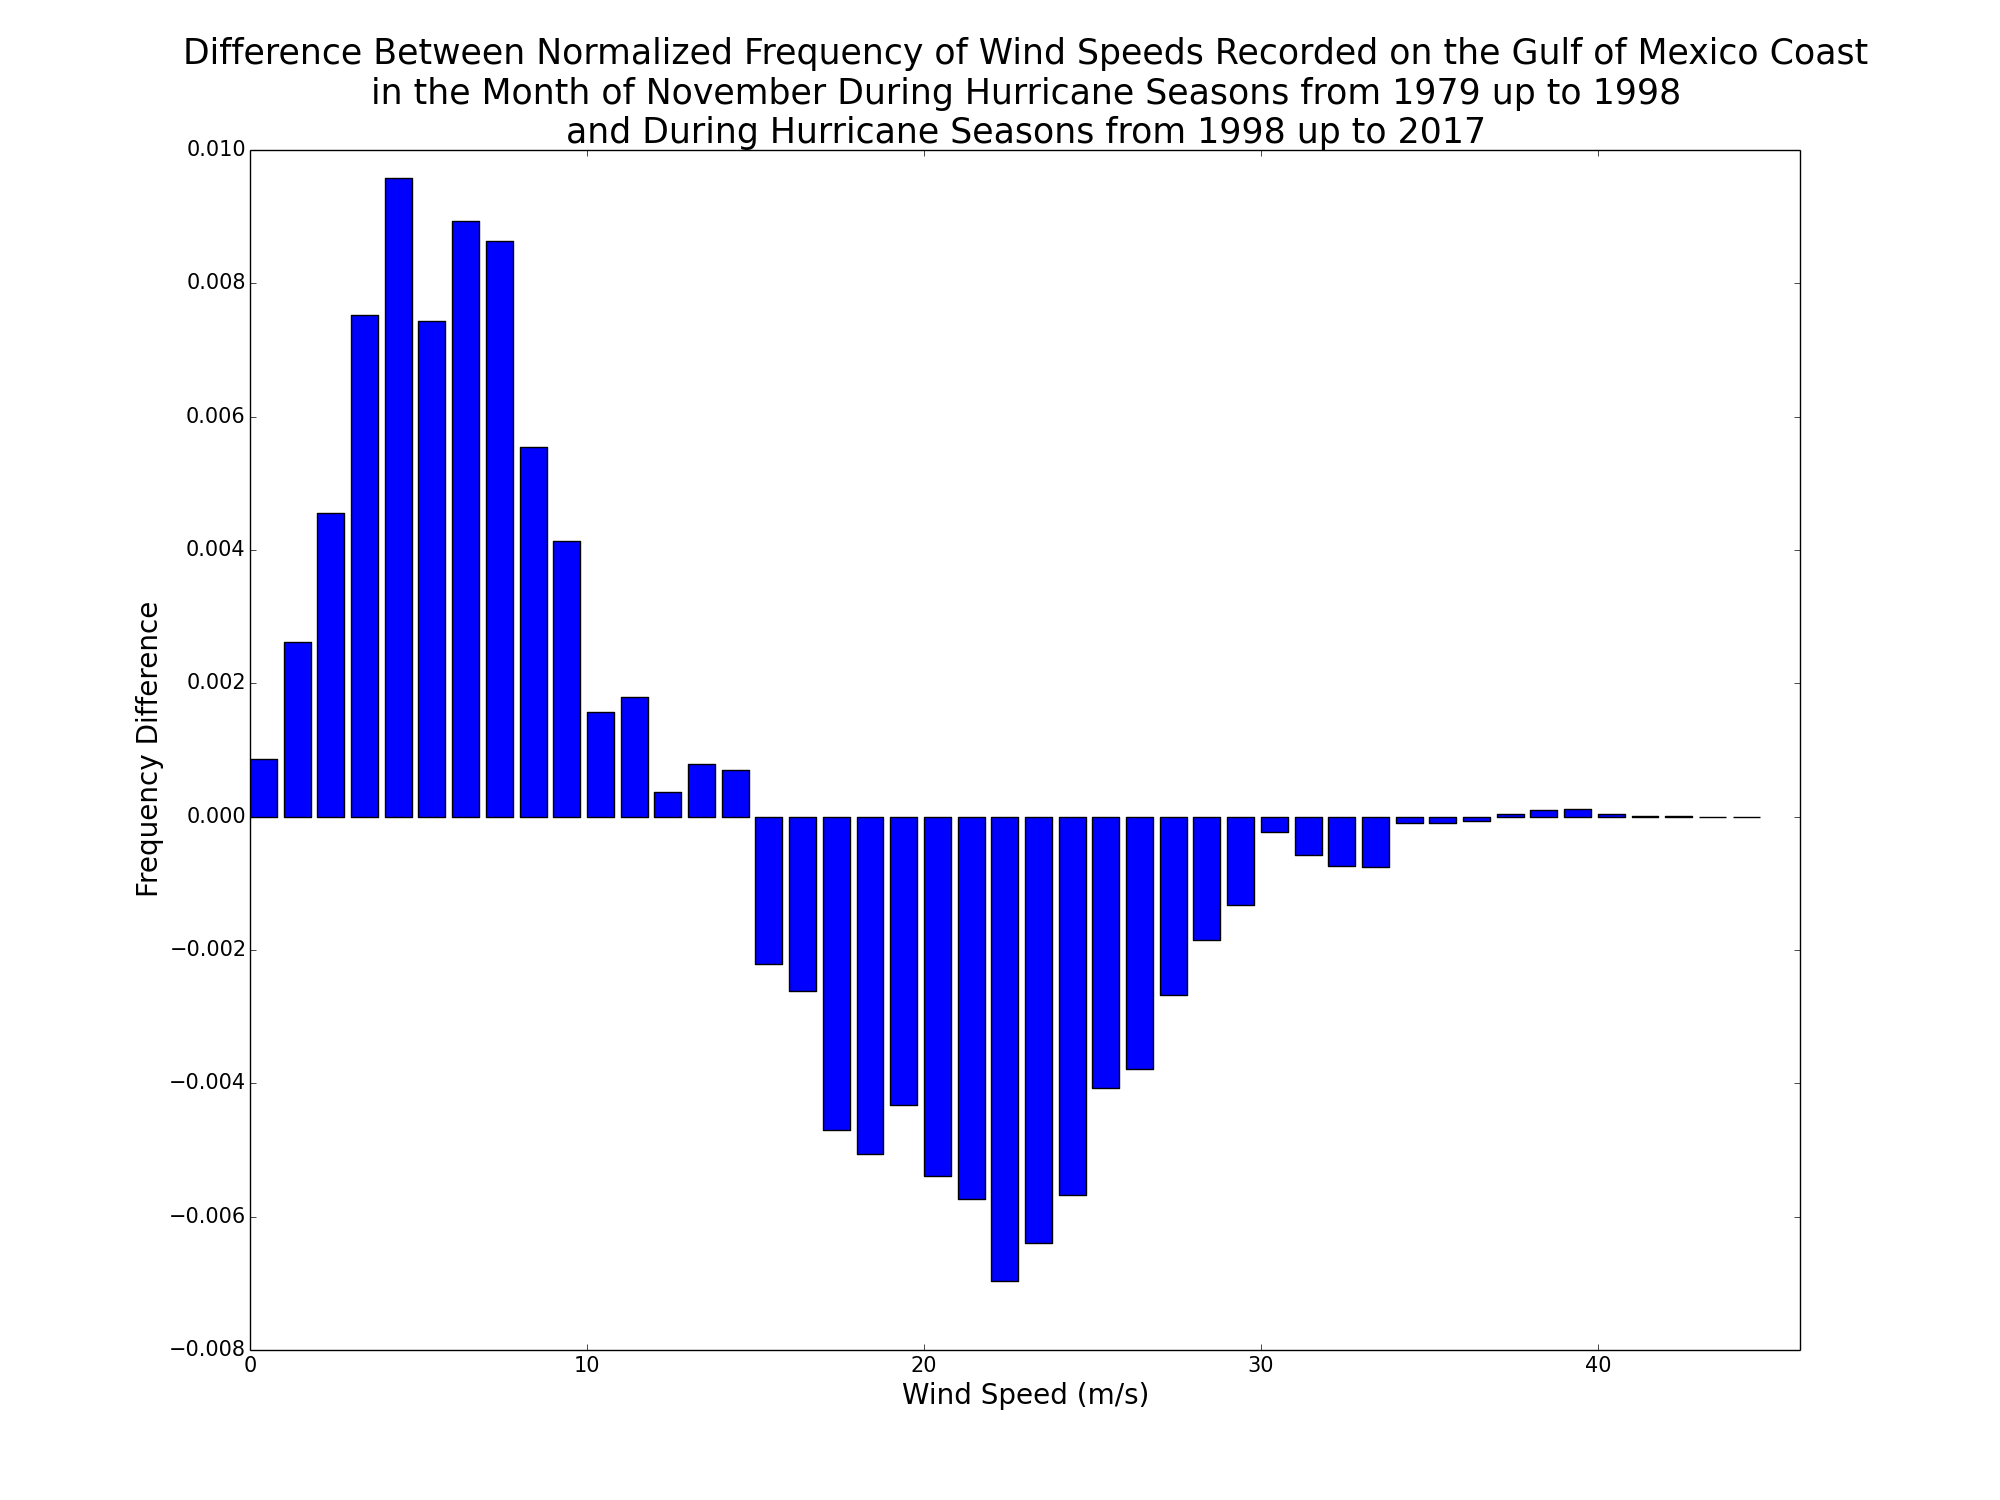 Difference Between Normalized Frequency of Wind Speeds Recorded on the Gulf of Mexico Coast
in the Month of November During Hurricane Seasons from 1979 up to 1998
and During Hurricane Seasons from 1998 up to 2017
0.010
0.008
0.006
0.004
0.002
0.000
−0.002
−0.004
−0.006
−0.008
Frequency Difference
0 10 20 30 40
Wind Speed (m/s)